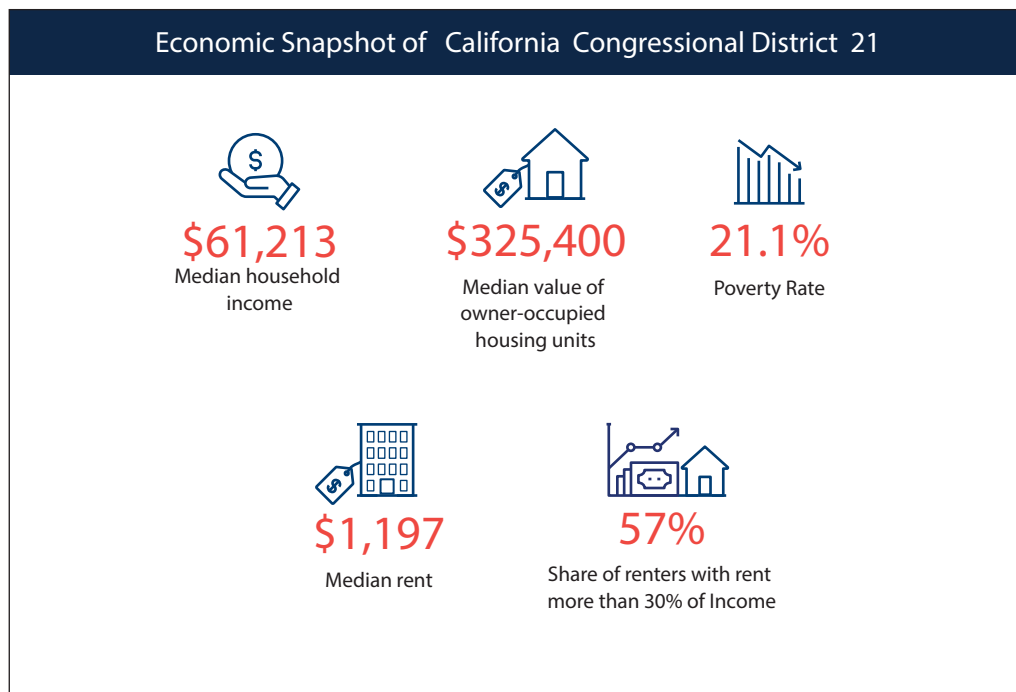 Economic Snapshot of California Congressional District 21
$
$
$61,213
Median household
income
$325,400
Median value of
owner-occupied
housing units
21.1%
Poverty Rate
$
$1,197
Median rent
57%
Share of renters with rent
more than 30% of Income